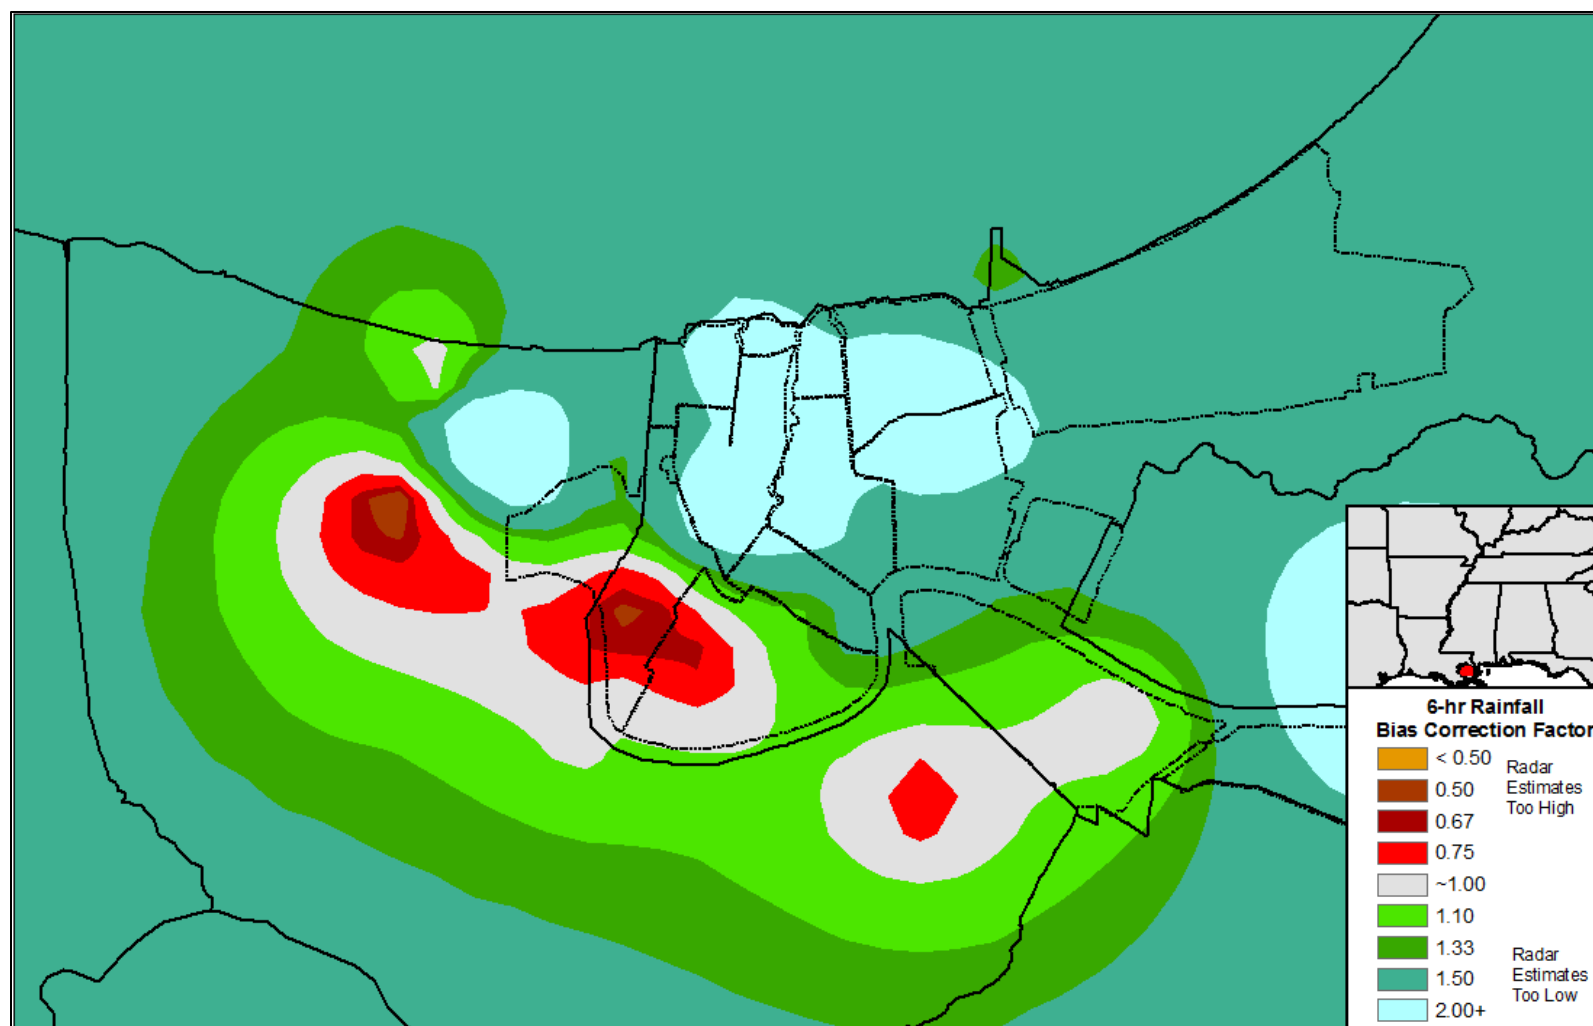 6-hr Rainfall
Bias Correction Factor
< 0.50
Radar
Estimates
Too High
0.50
0.67
0.75
~1.00
1.10
1.33
Radar
Estimates
Too Low
1.50
2.00+